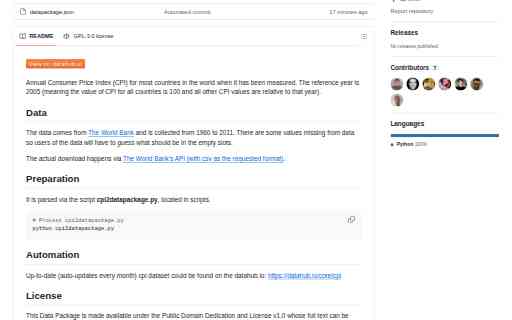 datapackage.json Automated commit 17 minutes ago
README GPL-3.0 license
View on datahub.io
Annual Consumer Price Index (CPI) for most countries in the world when it has been measured. The reference year is
2005 (meaning the value of CPI for all countries is 100 and all other CPI values are relative to that year).
Data
The data comes from The World Bank and is collected from 1960 to 2011. There are some values missing from data
so users of the data will have to guess what should be in the empty slots.
The actual download happens via The World Bank's API (with csv as the requested format).
Preparation
It is parsed via the script cpi2datapackage.py, located in scripts.
# Process cpi2datapackage.py
python cpi2datapackage.py
Automation
Up-to-date (auto-updates every month) cpi dataset could be found on the datahub.io: https://datahub.io/core/cpi
License
This Data Package is made available under the Public Domain Dedication and License v1.0 whose full text can be
Report repository
Releases
No releases published
Contributors 7
Languages
Python 100%